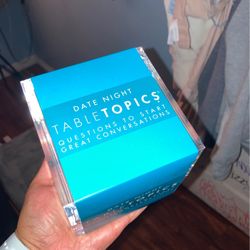 DATE NIGHT
TABLETOPICS®
QUESTIONS TO START
GREAT CONVERSATIONS